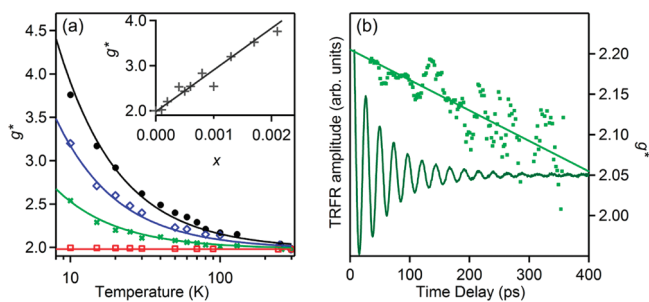 (a)
4.5
4.0
3.5
3.0
2.5
2.0
g*
10
100
Temperature (K)
4.0
3.0
2.0
g*
0.000
0.001
0.002
x
(b)
TRFR amplitude (arb. units)
0
100
200
300
400
Time Delay (ps)
2.20
2.15
2.10
2.05
2.00
g*